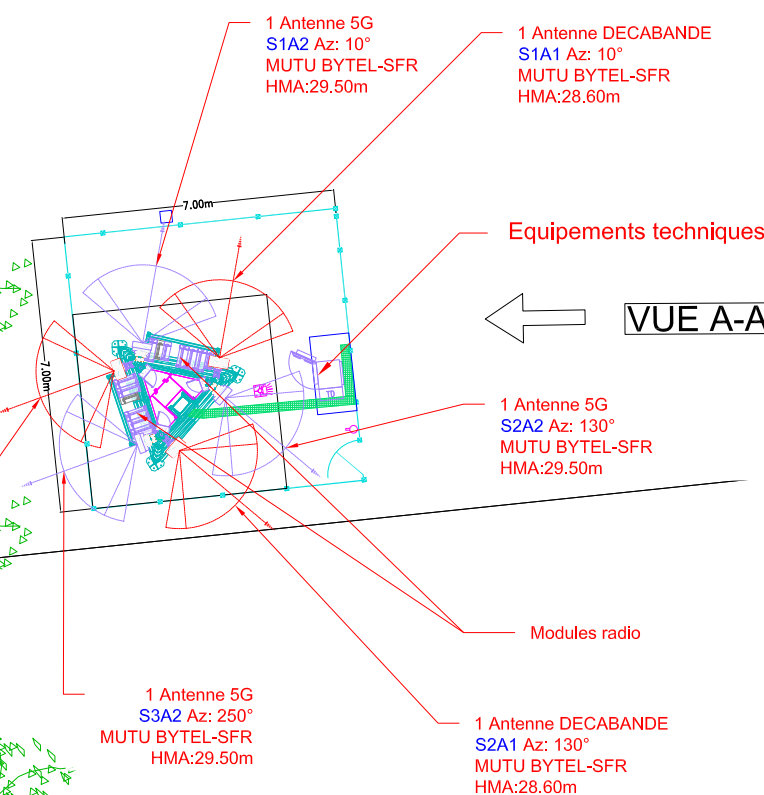 1 Antenne 5G
S1A2 Az: 10°
MUTU BYTEL-SFR
HMA:29.50m
1 Antenne DECABANDE
S1A1 Az: 10°
MUTU BYTEL-SFR
HMA:28.60m
7.00m
Equipements techniques
VUE A-A
7.00m
1 Antenne 5G
S2A2 Az: 130°
MUTU BYTEL-SFR
HMA:29.50m
Modules radio
1 Antenne 5G
S3A2 Az: 250°
MUTU BYTEL-SFR
HMA:29.50m
1 Antenne DECABANDE
S2A1 Az: 130°
MUTU BYTEL-SFR
HMA:28.60m